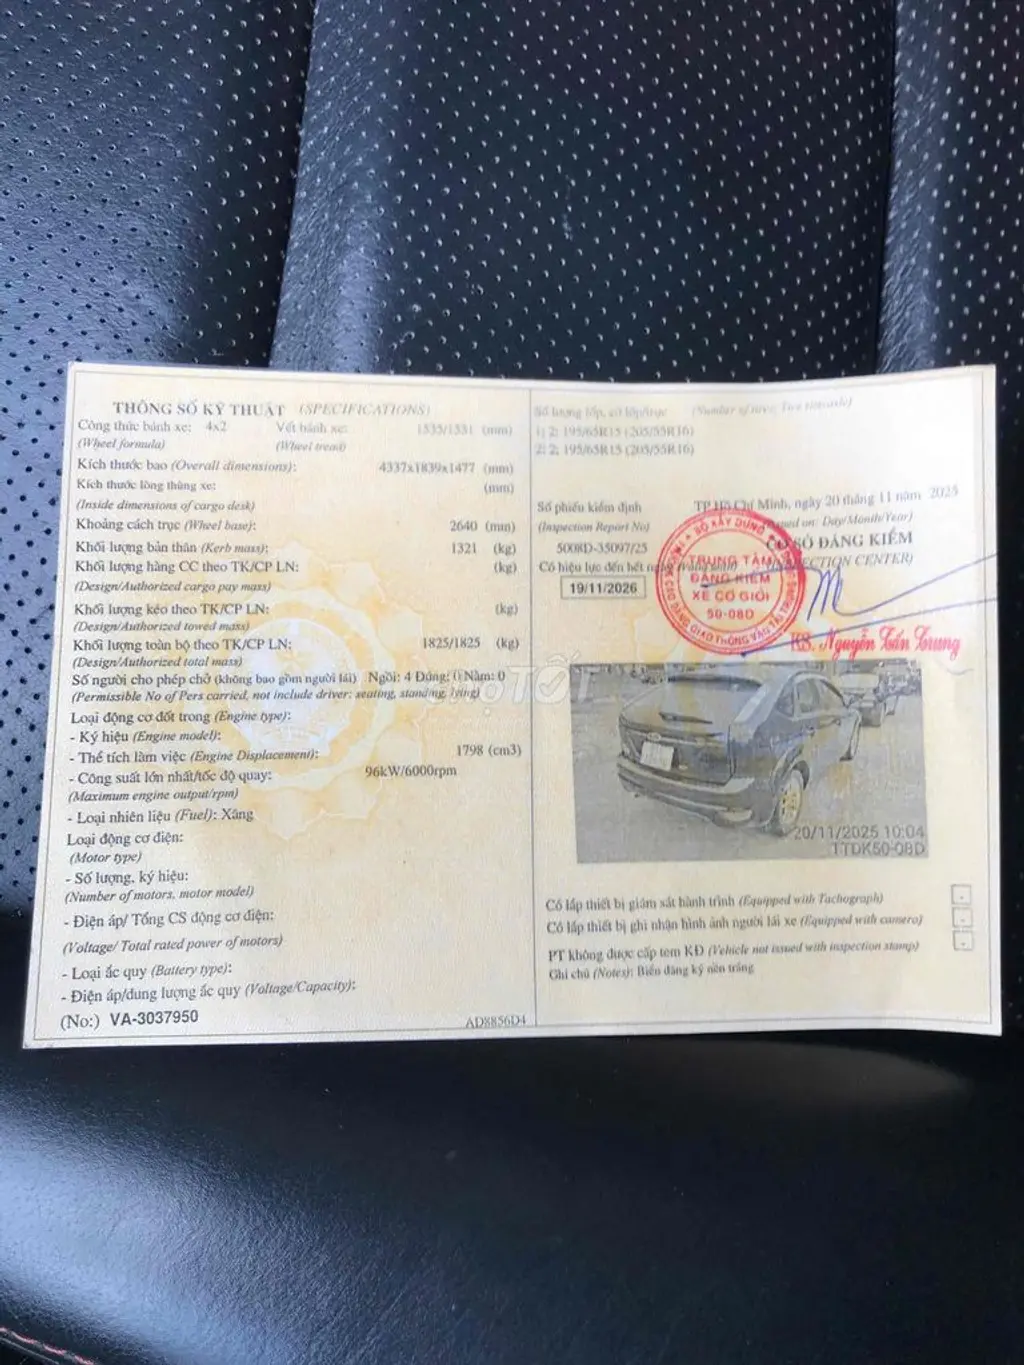 THÔNG SỐ KỸ THUẬT (SPECIFICATIONS)
Công thức bánh xe: 4x2 Vết bánh xe: 1535/1531 (mm)
(Wheel formula) (Wheel tread)
Kích thước bao (Overall dimensions): 4337x1839x1477 (mm)
Kích thước lòng thùng xe: (mm)
(Inside dimensions of cargo desk)
Khoảng cách trục (Wheel base): 2640 (mm)
Khối lượng bản thân (Kerb mass): 1321 (kg)
Khối lượng hàng CC theo TK/CP LN: (kg)
(Design/Authorized cargo pay mass)
Khối lượng kéo theo TK/CP LN: (kg)
(Design/Authorized towed mass)
Khối lượng toàn bộ theo TK/CP LN: 1825/1825 (kg)
(Design/Authorized total mass)
Số người cho phép chở (không bao gồm người lái) Ngồi: 4 Đứng: 0 Nằm: 0
(Permissible No of Pers carried, not include driver: seating, standing, lying)
Loại động cơ đốt trong (Engine type):
- Ký hiệu (Engine model):
- Thể tích làm việc (Engine Displacement): 1798 (cm3)
- Công suất lớn nhất/tốc độ quay: 96kW/6000rpm
(Maximum engine output/rpm)
- Loại nhiên liệu (Fuel): Xăng
Loại động cơ điện:
(Motor type)
- Số lượng, ký hiệu:
(Number of motors, motor model)
- Điện áp/ Tổng CS động cơ điện:
(Voltage/ Total rated power of motors)
- Loại ắc quy (Battery type):
- Điện áp/dung lượng ắc quy (Voltage/Capacity):
(No:) VA-3037950
AD8856D4
Số lượng lốp, cỡ lốp/trục (Number of tires; Tire size/axle)
1; 2; 195/65R15 (205/55R16)
2; 2; 195/65R15 (205/55R16)
Số phiếu kiểm định
(Inspection Report No)
5008D-35097/25
Có hiệu lực đến hết ngày
19/11/2026
TP Hồ Chí Minh, ngày 20 tháng 11 năm 2025
(Issued on: Day/Month/Year)
CƠ SỞ ĐĂNG KIỂM
(INSPECTION CENTER)
SỞ XÂY DỰNG
TRUNG TÂM
ĐĂNG KIỂM
XE CƠ GIỚI
50-08D
KS. Nguyễn Tấn Trung
CHỢ TỐT
20/11/2025 10:04
TTDK50-08D
Có lắp thiết bị giám sát hành trình (Equipped with Tachograph) -
Có lắp thiết bị ghi nhận hình ảnh người lái xe (Equipped with camera) -
PT không được cấp tem KĐ (Vehicle not issued with inspection stamp) -
Ghi chú (Notes): Biển đăng ký nền trắng